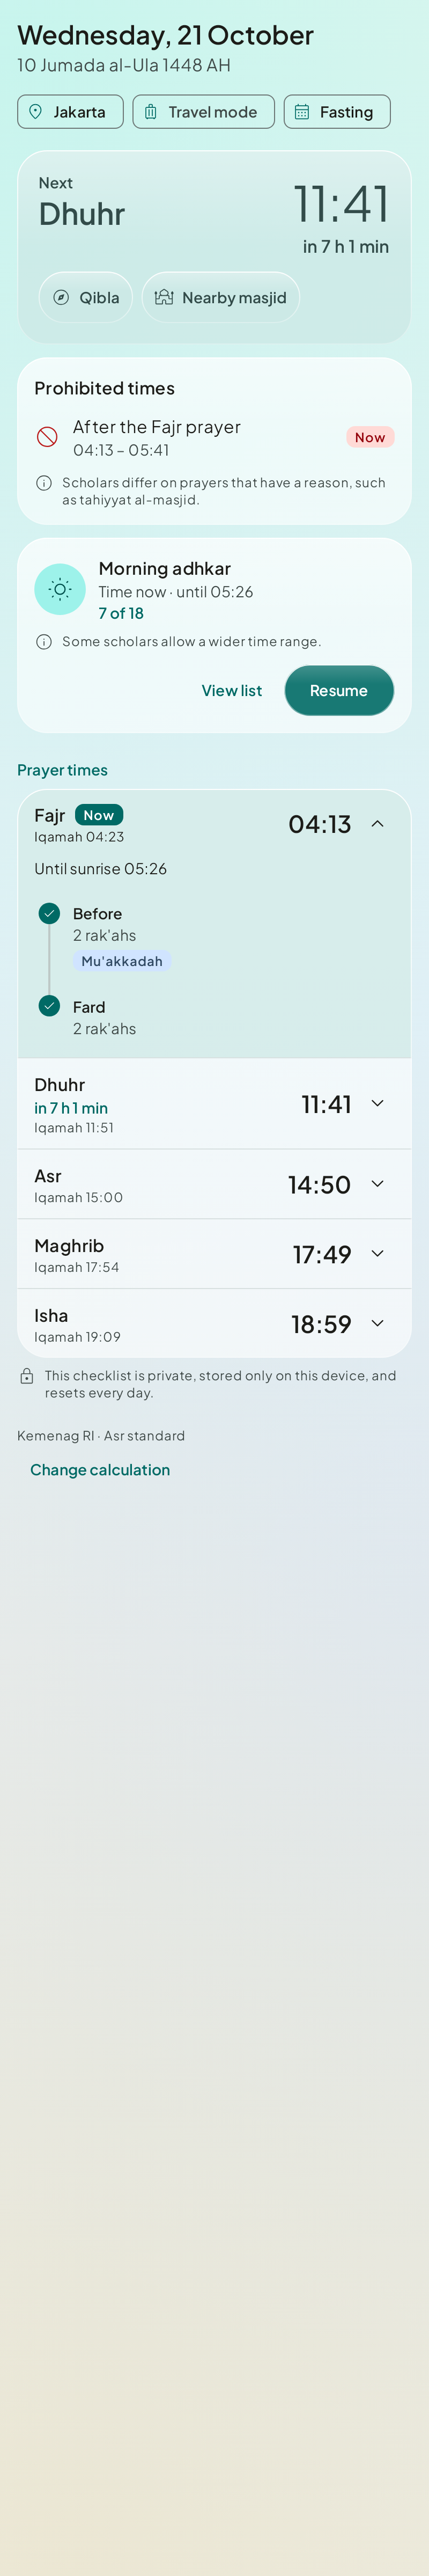 Wednesday, 21 October
10 Jumada al-Ula 1448 AH
Jakarta
Travel mode
Fasting
Next
Dhuhr
11:41
in 7 h 1 min
Qibla
Nearby masjid
Prohibited times
After the Fajr prayer
04:13 – 05:41
Now
Scholars differ on prayers that have a reason, such
as tahiyyat al-masjid.
Morning adhkar
Time now · until 05:26
7 of 18
Some scholars allow a wider time range.
View list
Resume
Prayer times
Fajr
Now
Iqamah 04:23
04:13
Until sunrise 05:26
Before
2 rak'ahs
Mu'akkadah
Fard
2 rak'ahs
Dhuhr
in 7 h 1 min
Iqamah 11:51
11:41
Asr
Iqamah 15:00
14:50
Maghrib
Iqamah 17:54
17:49
Isha
Iqamah 19:09
18:59
This checklist is private, stored only on this device, and
resets every day.
Kemenag RI · Asr standard
Change calculation